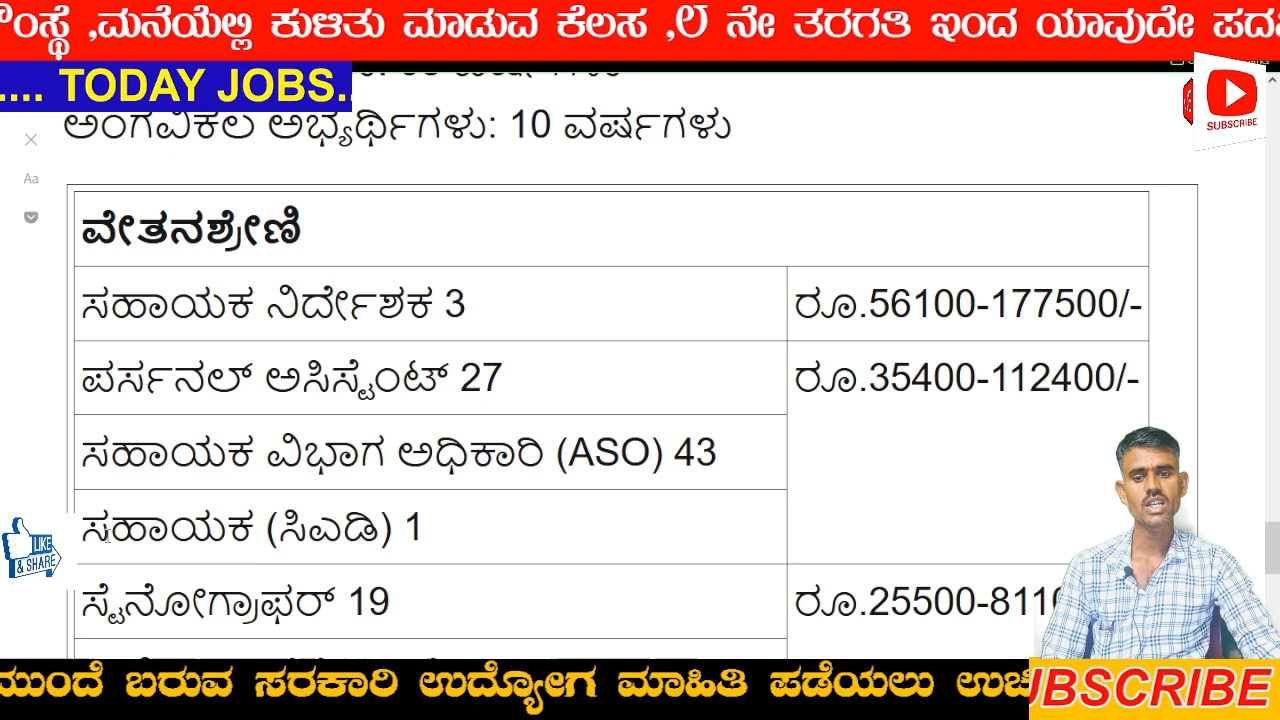 ಸಂಸ್ಥೆ ,ಮನೆಯಲ್ಲಿ ಕುಳಿತು ಮಾಡುವ ಕೆಲಸ ,೮ ನೇ ತರಗತಿ ಇಂದ ಯಾವುದೇ
.... TODAY JOBS..
ಅಂಗವಿಕಲ ಅಭ್ಯರ್ಥಿಗಳು: 10 ವರ್ಷಗಳು
SUBSCRIBE
Aa
ವೇತನಶ್ರೇಣಿ
ಸಹಾಯಕ ನಿರ್ದೇಶಕ 3 ರೂ.56100-177500/-
ಪರ್ಸನಲ್ ಅಸಿಸ್ಟೆಂಟ್ 27 ರೂ.35400-112400/-
ಸಹಾಯಕ ವಿಭಾಗ ಅಧಿಕಾರಿ (ASO) 43
ಸಹಾಯಕ (ಸಿಎಡಿ) 1
LIKE
& SHARE
ಸ್ಟೆನೋಗ್ರಾಫರ್ 19 ರೂ.25500-811
ಮುಂದೆ ಬರುವ ಸರಕಾರಿ ಉದ್ಯೋಗ ಮಾಹಿತಿ ಪಡೆಯಲು
UBSCRIBE